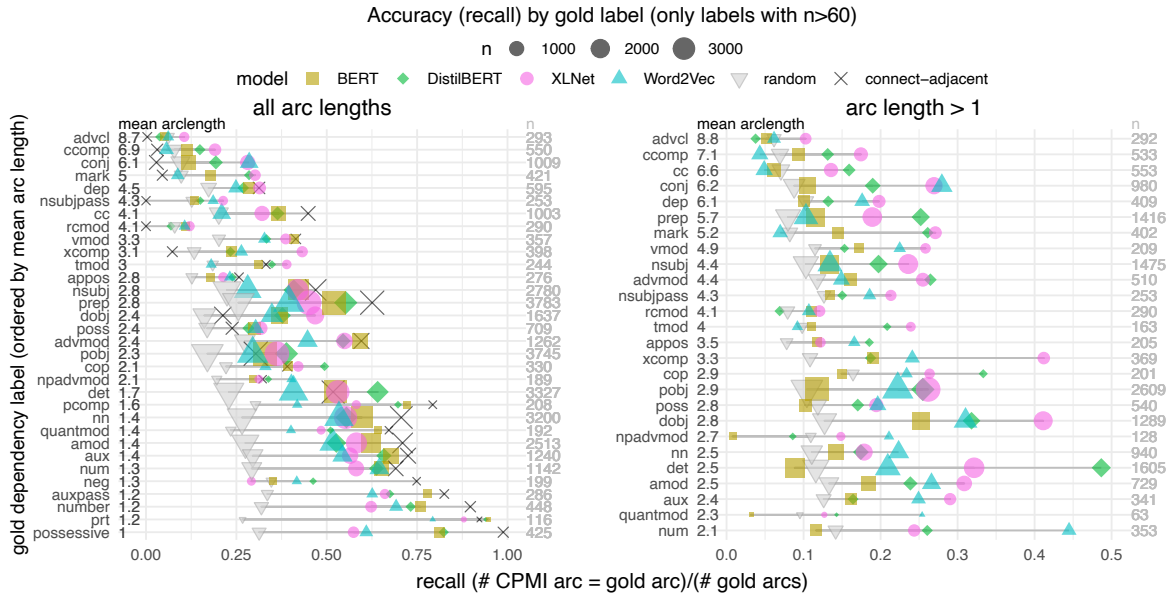 Accuracy (recall) by gold label (only labels with n>60)
n 1000 2000 3000
model BERT DistilBERT XLNet Word2Vec random connect-adjacent
all arc lengths
mean arclength n
advcl 8.7 293
ccomp 6.9 550
conj 6.1 1009
mark 5 421
dep 4.5 595
nsubjpass 4.3 253
cc 4.1 1003
rcmod 4.1 290
vmod 3.3 357
xcomp 3.1 398
tmod 3 244
appos 2.8 276
nsubj 2.8 2780
prep 2.8 3783
dobj 2.4 1637
poss 2.4 709
advmod 2.4 1262
pobj 2.3 3745
cop 2.1 330
npadvmod 2.1 189
det 1.7 3327
pcomp 1.6 206
nn 1.4 3200
quantmod 1.4 192
amod 1.4 2513
aux 1.4 1240
num 1.3 1142
neg 1.3 199
auxpass 1.2 286
number 1.2 448
prt 1.2 116
possessive 1 425
0.00 0.25 0.50 0.75 1.00
arc length > 1
mean arclength n
advcl 8.8 292
ccomp 7.1 533
cc 6.6 553
conj 6.2 980
dep 6.1 409
prep 5.7 1416
mark 5.2 402
vmod 4.9 209
nsubj 4.4 1475
advmod 4.4 510
nsubjpass 4.3 253
rcmod 4.1 290
tmod 4 163
appos 3.5 205
xcomp 3.3 369
cop 2.9 201
pobj 2.9 2609
poss 2.8 540
dobj 2.8 1289
npadvmod 2.7 128
nn 2.5 940
det 2.5 1605
amod 2.5 729
aux 2.4 341
quantmod 2.3 63
num 2.1 353
0.0 0.1 0.2 0.3 0.4 0.5
gold dependency label (ordered by mean arc length)
recall (# CPMI arc = gold arc)/(# gold arcs)